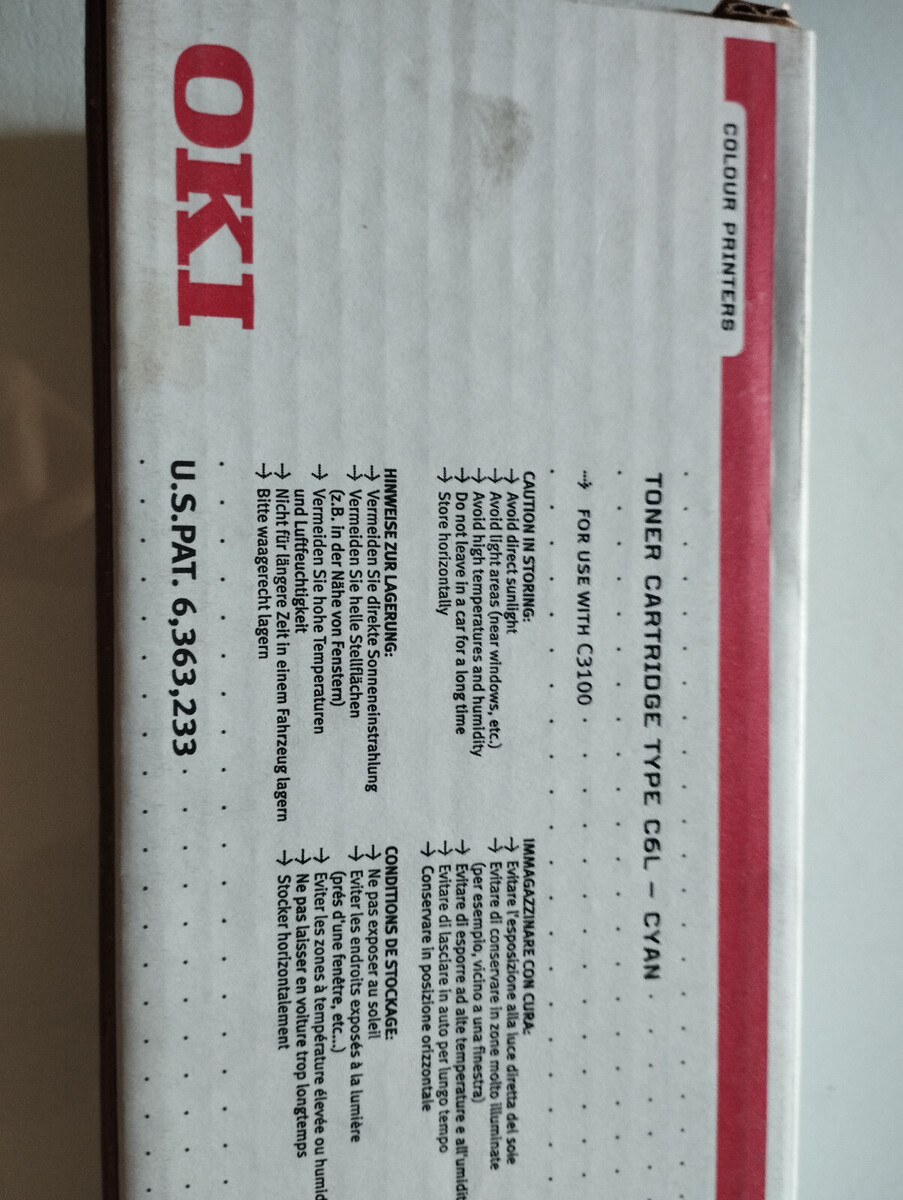 COLOUR PRINTERS
TONER CARTRIDGE TYPE C6L – CYAN
FOR USE WITH C3100
CAUTION IN STORING:
→ Avoid direct sunlight
→ Avoid light areas (near windows, etc.)
→ Avoid high temperatures and humidity
→ Do not leave in a car for a long time
→ Store horizontally
IMMAGAZZINARE CON CURA:
→ Evitare l'esposizione alla luce diretta del sole
→ Evitare di conservare in zone molto illuminate
(per esempio, vicino a una finestra)
→ Evitare di esporre ad alte temperature e all'umidit
→ Evitare di lasciare in auto per lungo tempo
→ Conservare in posizione orizzontale
HINWEISE ZUR LAGERUNG:
→ Vermeiden Sie direkte Sonneneinstrahlung
→ Vermeiden Sie helle Stellflächen
(z.B. in der Nähe von Fenstern)
→ Vermeiden Sie hohe Temperaturen
und Luftfeuchtigkeit
→ Nicht für längere Zeit in einem Fahrzeug lagern
→ Bitte waagerecht lagern
CONDITIONS DE STOCKAGE:
→ Ne pas exposer au soleil
→ Eviter les endroits exposés à la lumière
(prés d'une fenêtre, etc...)
→ Eviter les zones à température élevée ou humid
→ Ne pas laisser en voiture trop longtemps
→ Stocker horizontalement
OKI
U.S.PAT. 6,363,233